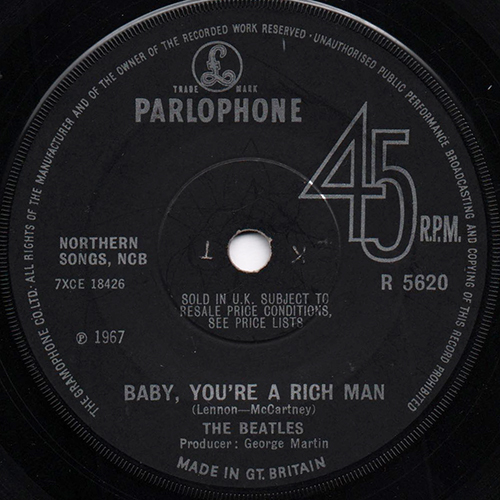 THE GRAMOPHONE CO.LTD. ALL RIGHTS OF THE MANUFACTURER AND OF THE OWNER OF THE RECORDED WORK RESERVED · UNAUTHORISED PUBLIC PERFORMANCE BROADCASTING AND COPYING OF THIS RECORD PROHIBITED
£
TRADE MARK
PARLOPHONE
45 R.P.M.
NORTHERN
SONGS, NCB
7XCE 18426
T
R 5620
SOLD IN U.K. SUBJECT TO
RESALE PRICE CONDITIONS,
SEE PRICE LISTS
℗ 1967
BABY, YOU'RE A RICH MAN
(Lennon—McCartney)
THE BEATLES
Producer: George Martin
MADE IN GT. BRITAIN